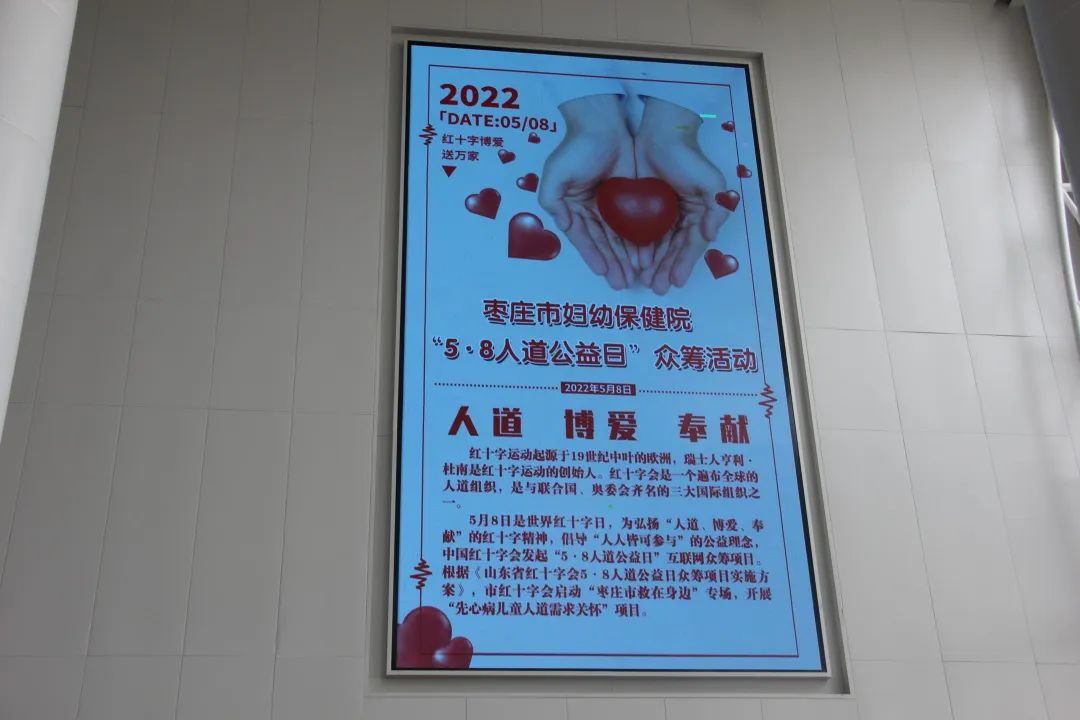 2022
「DATE:05/08」
红十字博爱
送万家
枣庄市妇幼保健院
“5·8人道公益日”众筹活动
2022年5月8日
人道 博爱 奉献
红十字运动起源于19世纪中叶的欧洲，瑞士人亨利·
杜南是红十字运动的创始人。红十字会是一个遍布全球的
人道组织，是与联合国、奥委会齐名的三大国际组织之
一。
5月8日是世界红十字日，为弘扬“人道、博爱、奉
献”的红十字精神，倡导“人人皆可参与”的公益理念，
中国红十字会发起“5·8人道公益日”互联网众筹项目。
根据《山东省红十字会5·8人道公益日众筹项目实施方
案》，市红十字会启动“枣庄市救在身边”专场，开展
“先心病儿童人道需求关怀”项目。